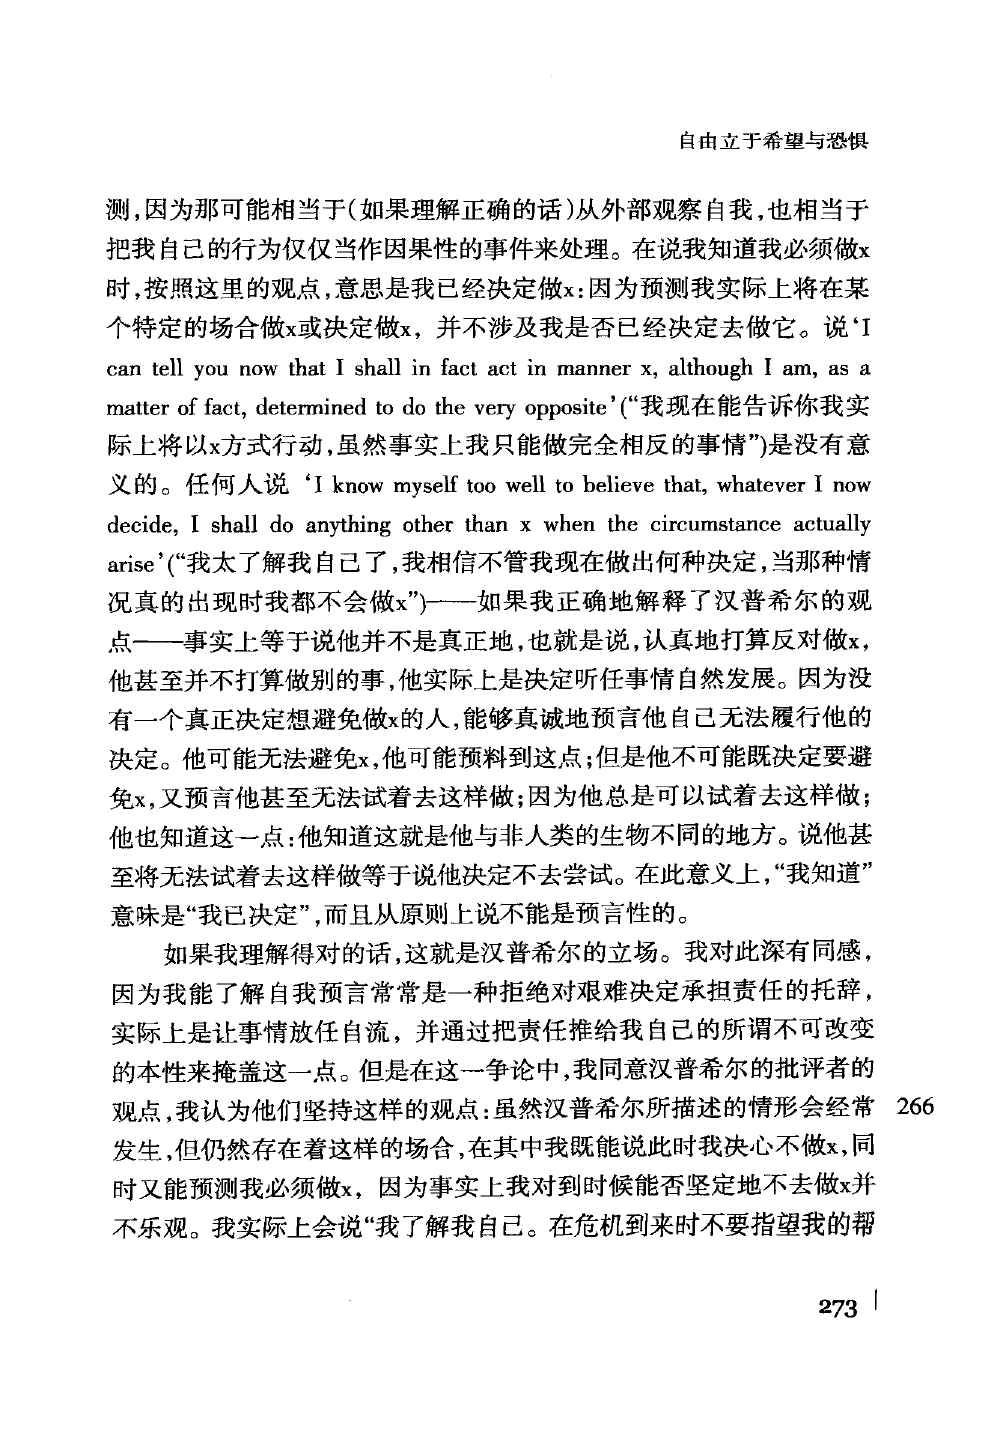 自由立于希望与恐惧
测，因为那可能相当于（如果理解正确的话）从外部观察自我，也相当于
把我自己的行为仅仅当作因果性的事件来处理。在说我知道我必须做x
时，按照这里的观点，意思是我已经决定做x：因为预测我实际上将在某
个特定的场合做x或决定做x，并不涉及我是否已经决定去做它。说‘I
can tell you now that I shall in fact act in manner x, although I am, as a
matter of fact, determined to do the very opposite’（“我现在能告诉你我实
际上将以x方式行动，虽然事实上我只能做完全相反的事情”）是没有意
义的。任何人说‘I know myself too well to believe that, whatever I now
decide, I shall do anything other than x when the circumstance actually
arise’（“我太了解我自己了，我相信不管我现在做出何种决定，当那种情
况真的出现时我都不会做x”）——如果我正确地解释了汉普希尔的观
点——事实上等于说他并不是真正地，也就是说，认真地打算反对做x，
他甚至并不打算做别的事，他实际上是决定听任事情自然发展。因为没
有一个真正决定想避免做x的人，能够真诚地预言他自己无法履行他的
决定。他可能无法避免x，他可能预料到这点；但是他不可能既决定要避
免x，又预言他甚至无法试着去这样做；因为他总是可以试着去这样做；
他也知道这一点：他知道这就是他与非人类的生物不同的地方。说他甚
至将无法试着去这样做等于说他决定不去尝试。在此意义上，“我知道”
意味是“我已决定”，而且从原则上说不能是预言性的。
如果我理解得对的话，这就是汉普希尔的立场。我对此深有同感，
因为我能了解自我预言常常是一种拒绝对艰难决定承担责任的托辞，
实际上是让事情放任自流，并通过把责任推给我自己的所谓不可改变
的本性来掩盖这一点。但是在这一争论中，我同意汉普希尔的批评者的
观点，我认为他们坚持这样的观点：虽然汉普希尔所描述的情形会经常 266
发生，但仍然存在着这样的场合，在其中我既能说此时我决心不做x，同
时又能预测我必须做x，因为事实上我对到时候能否坚定地不去做x并
不乐观。我实际上会说“我了解我自己。在危机到来时不要指望我的帮
273